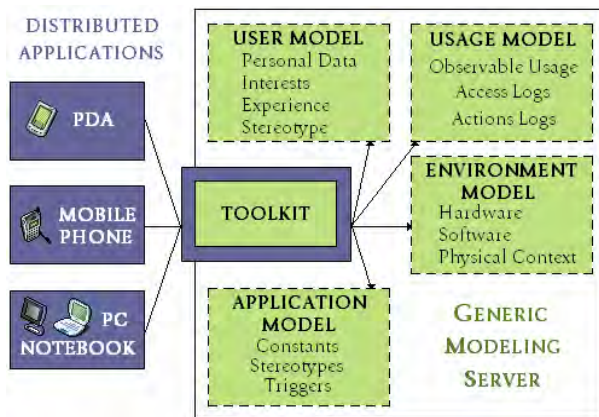 DISTRIBUTED
APPLICATIONS
PDA
MOBILE
PHONE
PC
NOTEBOOK
TOOLKIT
USER MODEL
Personal Data
Interests
Experience
Stereotype
USAGE MODEL
Observable Usage
Access Logs
Actions Logs
ENVIRONMENT
MODEL
Hardware
Software
Physical Context
APPLICATION
MODEL
Constants
Stereotypes
Triggers
GENERIC
MODELING
SERVER